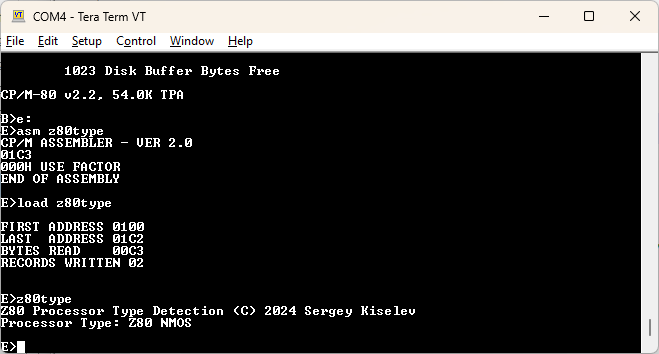 COM4 - Tera Term VT
File Edit Setup Control Window Help
1023 Disk Buffer Bytes Free
CP/M-80 v2.2, 54.0K TPA
B>e:
E>asm z80type
CP/M ASSEMBLER - VER 2.0
01C3
000H USE FACTOR
END OF ASSEMBLY
E>load z80type
FIRST ADDRESS 0100
LAST  ADDRESS 01C2
BYTES READ    00C3
RECORDS WRITTEN 02
E>z80type
Z80 Processor Type Detection (C) 2024 Sergey Kiselev
Processor Type: Z80 NMOS
E>